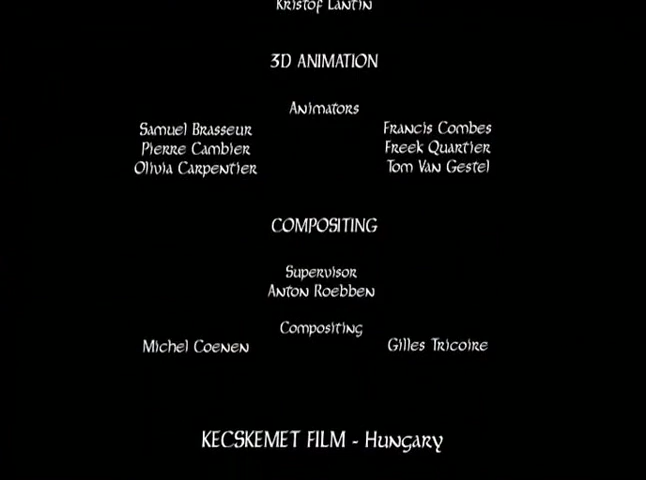 Kristof Lantin
3D ANIMATION
Animators
Samuel Brasseur Francis Combes
Pierre Cambier Freek Quartier
Olivia Carpentier Tom Van Gestel
COMPOSITING
Supervisor
Anton Roebben
Compositing
Michel Coenen Gilles Tricoire
KECSKEMET FILM - Hungary